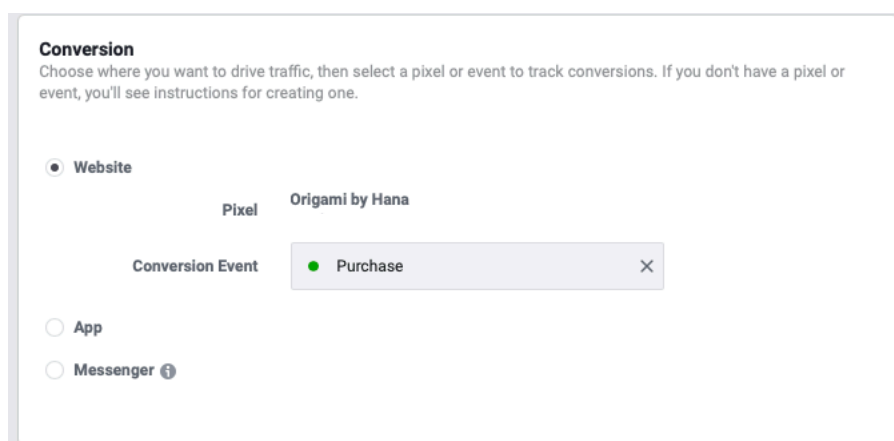 Conversion
Choose where you want to drive traffic, then select a pixel or event to track conversions. If you don't have a pixel or
event, you'll see instructions for creating one.
Website
Pixel
Origami by Hana
Conversion Event
Purchase
App
Messenger